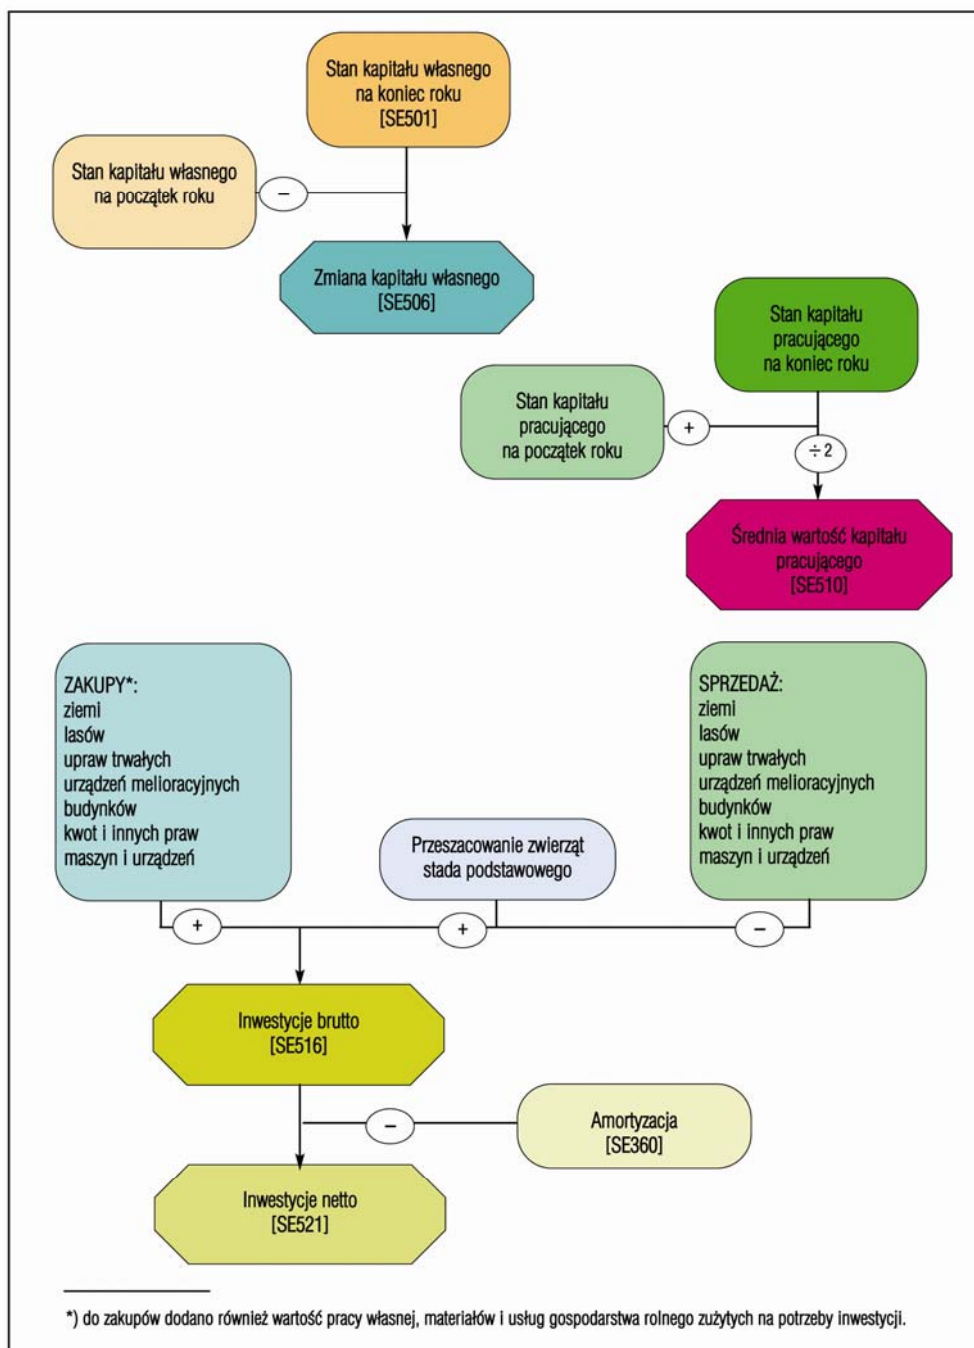 Stan kapitału własnego
na koniec roku
[SE501]
Stan kapitału własnego
na początek roku
–
Zmiana kapitału własnego
[SE506]
Stan kapitału
pracującego
na koniec roku
Stan kapitału
pracującego
na początek roku
+
÷2
Średnia wartość kapitału
pracującego
[SE510]
ZAKUPY*:
ziemi
lasów
upraw trwałych
urządzeń melioracyjnych
budynków
kwot i innych praw
maszyn i urządzeń
Przeszacowanie zwierząt
stada podstawowego
SPRZEDAŻ:
ziemi
lasów
upraw trwałych
urządzeń melioracyjnych
budynków
kwot i innych praw
maszyn i urządzeń
+
+
–
Inwestycje brutto
[SE516]
–
Amortyzacja
[SE360]
Inwestycje netto
[SE521]
*) do zakupów dodano również wartość pracy własnej, materiałów i usług gospodarstwa rolnego zużytych na potrzeby inwestycji.